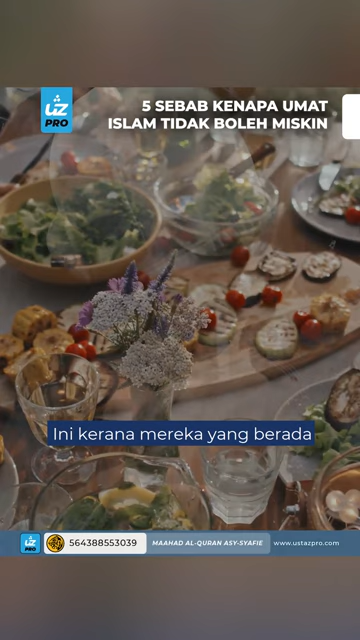 UZ
PRO
5 SEBAB KENAPA UMAT
ISLAM TIDAK BOLEH MISKIN
Ini kerana mereka yang berada
UZ
PRO
564388553039
MAAHAD AL-QURAN ASY-SYAFIE
www.ustazpro.com